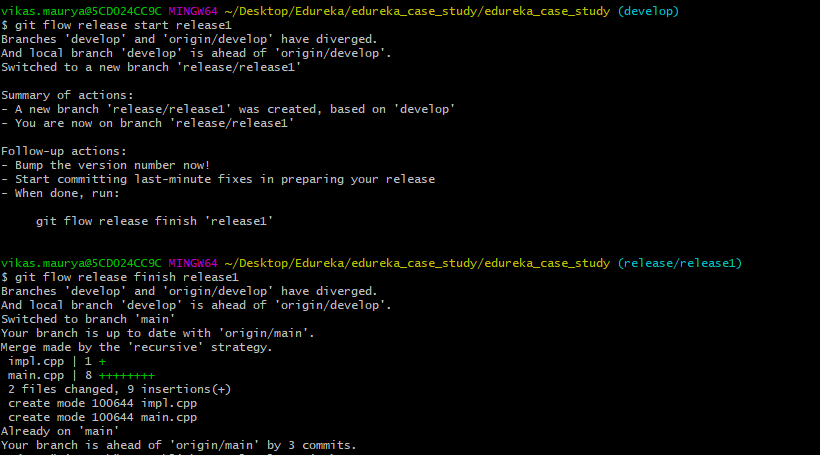 vikas.maurya@5CD024CC9C MINGW64 ~/Desktop/Edureka/edureka_case_study/edureka_case_study (develop)
$ git flow release start release1
Branches 'develop' and 'origin/develop' have diverged.
And local branch 'develop' is ahead of 'origin/develop'.
Switched to a new branch 'release/release1'

Summary of actions:
- A new branch 'release/release1' was created, based on 'develop'
- You are now on branch 'release/release1'

Follow-up actions:
- Bump the version number now!
- Start committing last-minute fixes in preparing your release
- When done, run:

     git flow release finish 'release1'

vikas.maurya@5CD024CC9C MINGW64 ~/Desktop/Edureka/edureka_case_study/edureka_case_study (release/release1)
$ git flow release finish release1
Branches 'develop' and 'origin/develop' have diverged.
And local branch 'develop' is ahead of 'origin/develop'.
Switched to branch 'main'
Your branch is up to date with 'origin/main'.
Merge made by the 'recursive' strategy.
 impl.cpp | 1 +
 main.cpp | 8 ++++++++
 2 files changed, 9 insertions(+)
 create mode 100644 impl.cpp
 create mode 100644 main.cpp
Already on 'main'
Your branch is ahead of 'origin/main' by 3 commits.